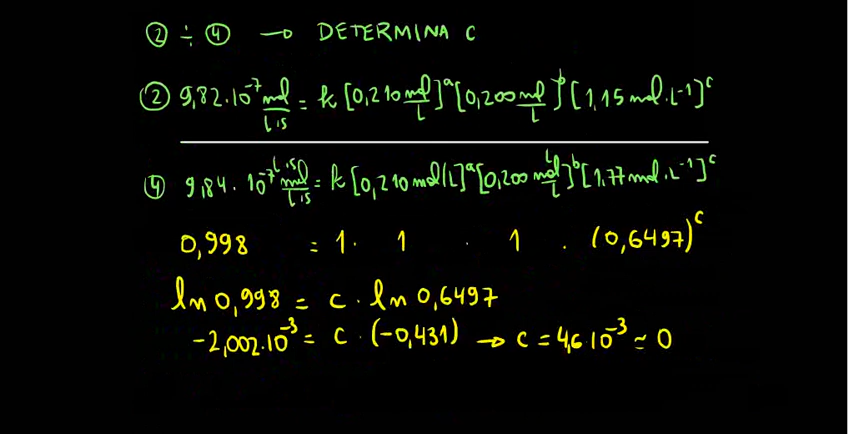 ② ÷ ④ → DETERMINA C
② 9,82.10⁻⁷ mol/L.s = k [0,210 mol/L]ᵃ [0,200 mol/L]ᵇ [1,15 mol.L⁻¹]ᶜ
④ 9,84 . 10⁻⁷ mol/L.s = k [0,210 mol/L]ᵃ [0,200 mol/L]ᵇ [1,77 mol.L⁻¹]ᶜ
0,998 = 1 . 1 . 1 . (0,6497)ᶜ
ln 0,998 = c . ln 0,6497
-2,002.10⁻³ = c . (-0,431) → c = 4,6.10⁻³ ≃ 0